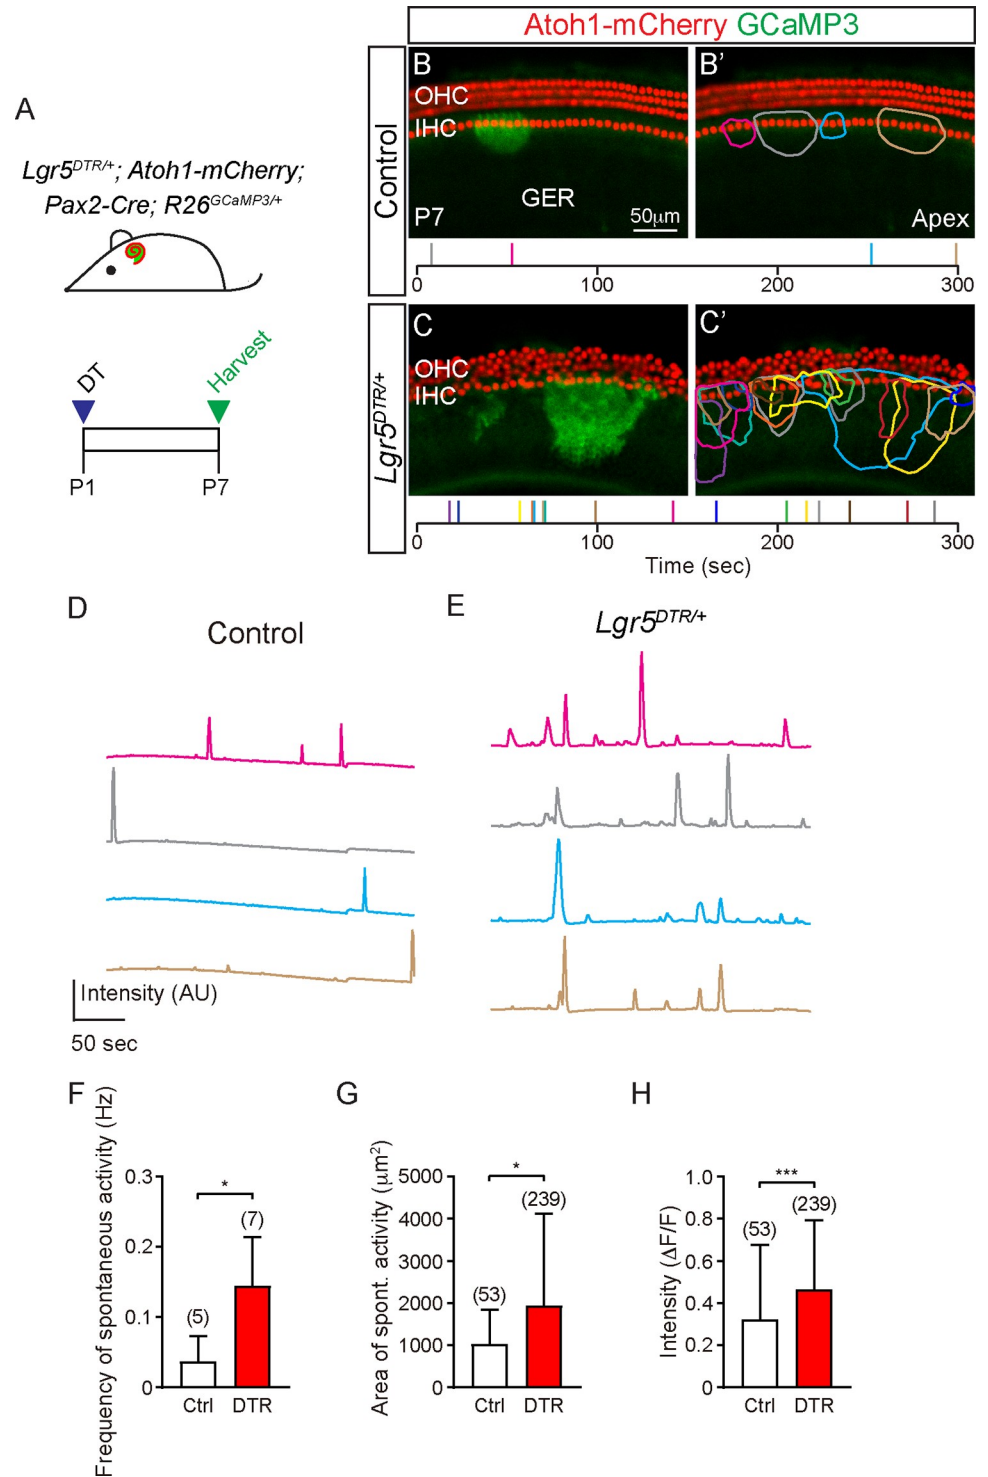 Atoh1-mCherry GCaMP3
A
Lgr5DTR/+; Atoh1-mCherry;
Pax2-Cre; R26GCaMP3/+
DT
Harvest
P1
P7
Control
B
OHC
IHC
GER
P7
50μm
B’
Apex
0
100
200
300
Lgr5DTR/+
C
OHC
IHC
C’
0
100
200
300
Time (sec)
D
Control
E
Lgr5DTR/+
Intensity (AU)
50 sec
F
Frequency of spontaneous activity (Hz)
0.3
0.2
0.1
0
*
(5)
(7)
Ctrl
DTR
G
Area of spont. activity (μm2)
5000
4000
3000
2000
1000
0
*
(53)
(239)
Ctrl
DTR
H
Intensity (ΔF/F)
1.0
0.8
0.6
0.4
0.2
0
***
(53)
(239)
Ctrl
DTR